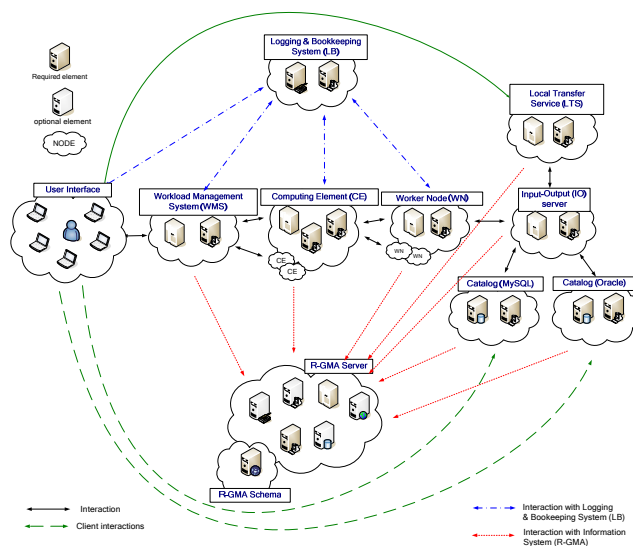 Logging & Bookkeeping
System (LB)
Required element
optional element
NODE
Local Transfer
Service (LTS)
User Interface
Workload Management
System (WMS)
Computing Element (CE)
Worker Node (WN)
Input-Output (IO)
server
CE
CE
WN
WN
Catalog (MySQL)
Catalog (Oracle)
R-GMA Server
R-GMA Schema
Interaction
Client interactions
Interaction with Logging
& Bookeeping System (LB)
Interaction with Information
System (R-GMA)